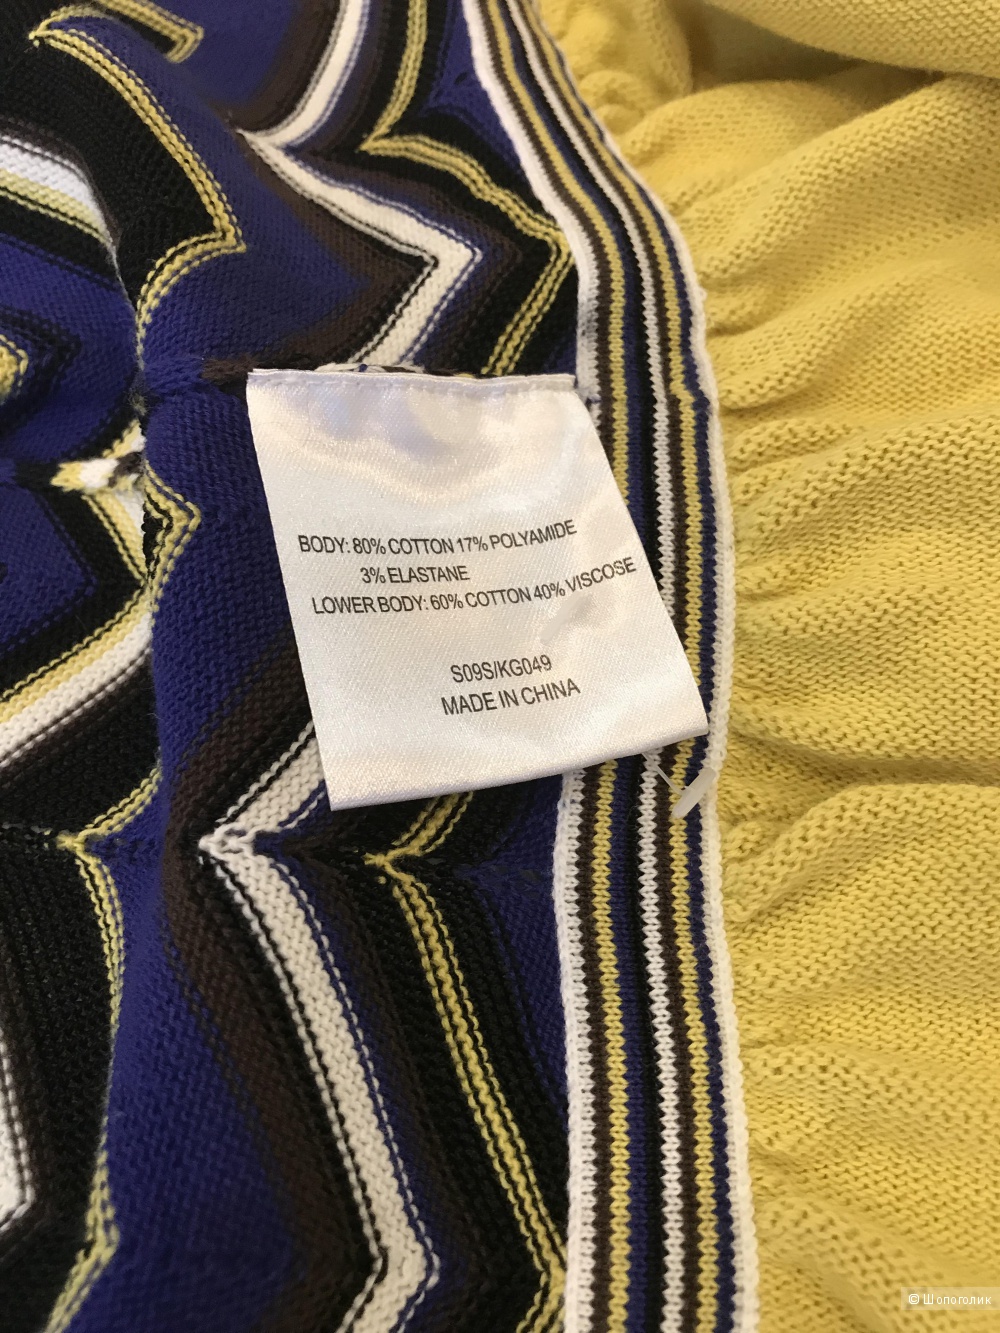 BODY: 80% COTTON 17% POLYAMIDE
3% ELASTANE
LOWER BODY: 60% COTTON 40% VISCOSE
S09S/KG049
MADE IN CHINA
© Шопоголик